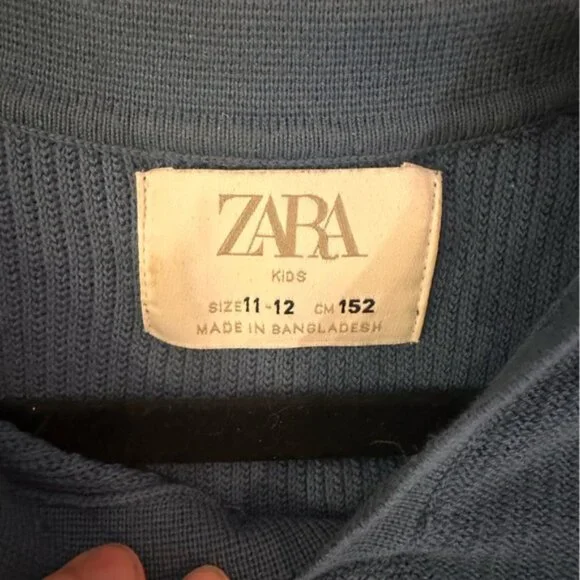 ZARA
KIDS
SIZE 11-12 CM 152
MADE IN BANGLADESH